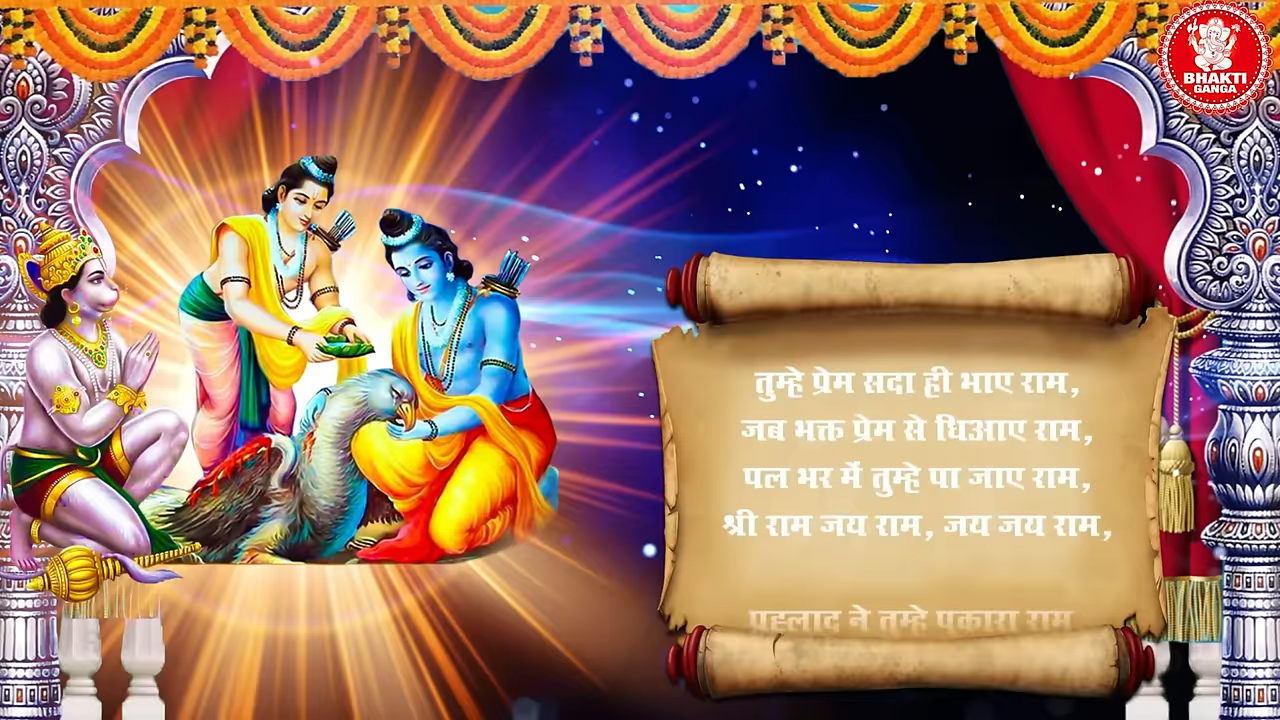 BHAKTI
GANGA
तुम्हे प्रेम सदा ही भाए राम,
जब भक्त प्रेम से धिआए राम,
पल भर में तुम्हे पा जाए राम,
श्री राम जय राम, जय जय राम,
प्रह्लाद ने तुम्हे पुकारा राम